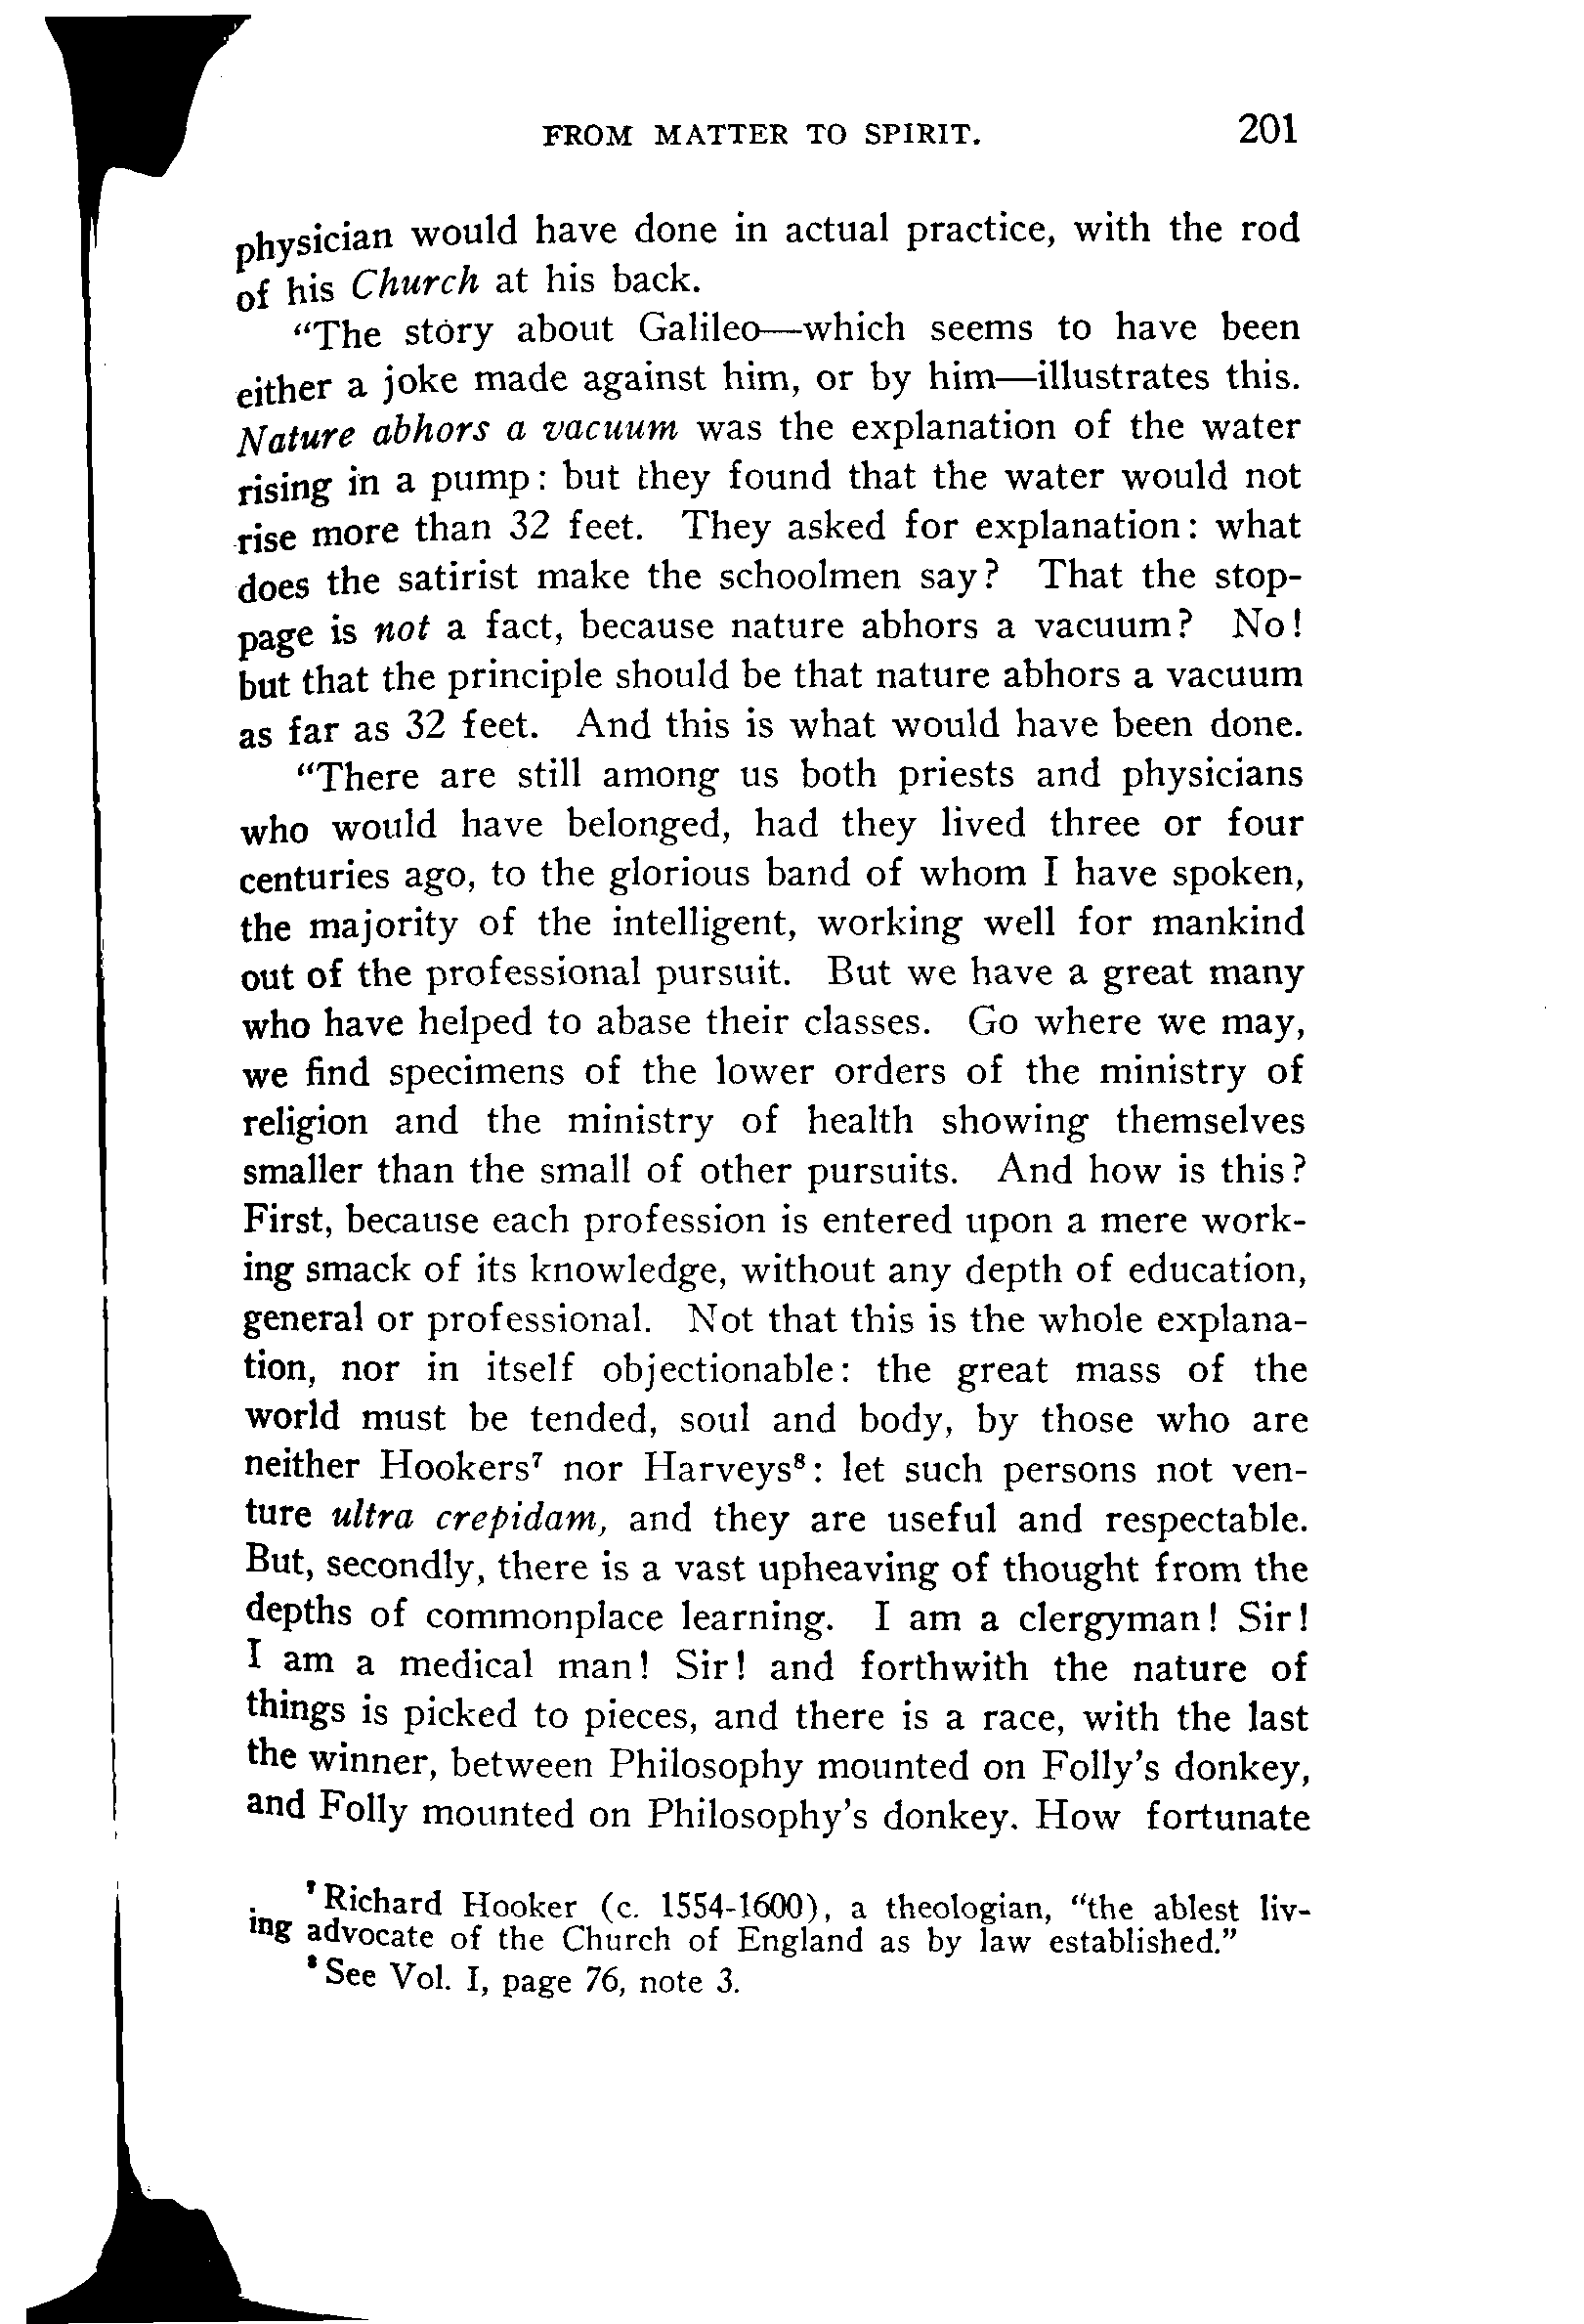 FROM MATTER TO SPIRIT. 201
physician would have done in actual practice, with the rod
of his Church at his back.
“The story about Galileo—which seems to have been
either a joke made against him, or by him—illustrates this.
Nature abhors a vacuum was the explanation of the water
rising in a pump: but they found that the water would not
rise more than 32 feet. They asked for explanation: what
does the satirist make the schoolmen say? That the stop-
page is not a fact, because nature abhors a vacuum? No!
but that the principle should be that nature abhors a vacuum
as far as 32 feet. And this is what would have been done.
“There are still among us both priests and physicians
who would have belonged, had they lived three or four
centuries ago, to the glorious band of whom I have spoken,
the majority of the intelligent, working well for mankind
out of the professional pursuit. But we have a great many
who have helped to abase their classes. Go where we may,
we find specimens of the lower orders of the ministry of
religion and the ministry of health showing themselves
smaller than the small of other pursuits. And how is this?
First, because each profession is entered upon a mere work-
ing smack of its knowledge, without any depth of education,
general or professional. Not that this is the whole explana-
tion, nor in itself objectionable: the great mass of the
world must be tended, soul and body, by those who are
neither Hookers⁷ nor Harveys⁸: let such persons not ven-
ture ultra crepidam, and they are useful and respectable.
But, secondly, there is a vast upheaving of thought from the
depths of commonplace learning. I am a clergyman! Sir!
I am a medical man! Sir! and forthwith the nature of
things is picked to pieces, and there is a race, with the last
the winner, between Philosophy mounted on Folly’s donkey,
and Folly mounted on Philosophy’s donkey. How fortunate
⁷ Richard Hooker (c. 1554-1600), a theologian, “the ablest liv-
ing advocate of the Church of England as by law established.”
⁸ See Vol. I, page 76, note 3.